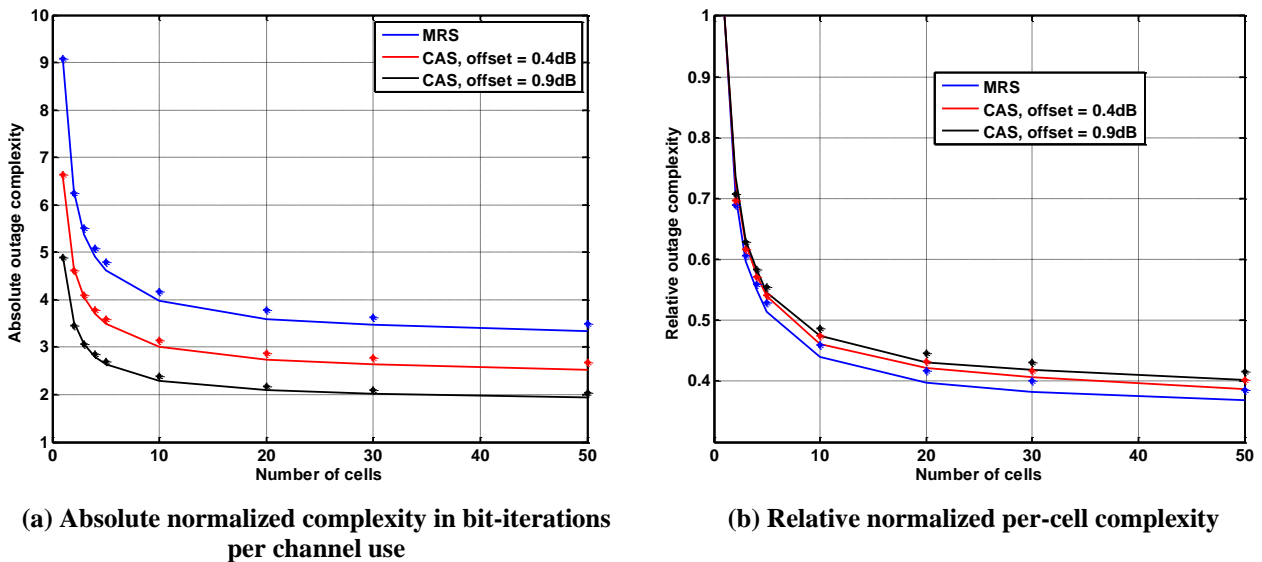 10
9
8
7
6
5
4
3
2
1
0 10 20 30 40 50
Absolute outage complexity
Number of cells
MRS
CAS, offset = 0.4dB
CAS, offset = 0.9dB
(a) Absolute normalized complexity in bit-iterations
per channel use
1
0.9
0.8
0.7
0.6
0.5
0.4
0 10 20 30 40 50
Relative outage complexity
Number of cells
MRS
CAS, offset = 0.4dB
CAS, offset = 0.9dB
(b) Relative normalized per-cell complexity